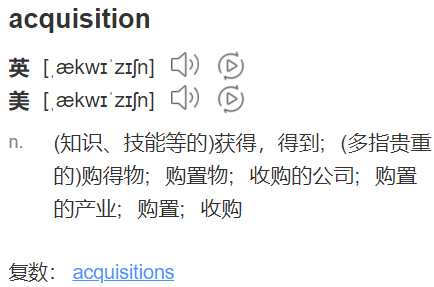 acquisition
英 [ˌækwɪˈzɪʃn]
美 [ˌækwɪˈzɪʃn]
n. (知识、技能等的)获得，得到；(多指贵重
的)购得物；购置物；收购的公司；购置
的产业；购置；收购
复数： acquisitions